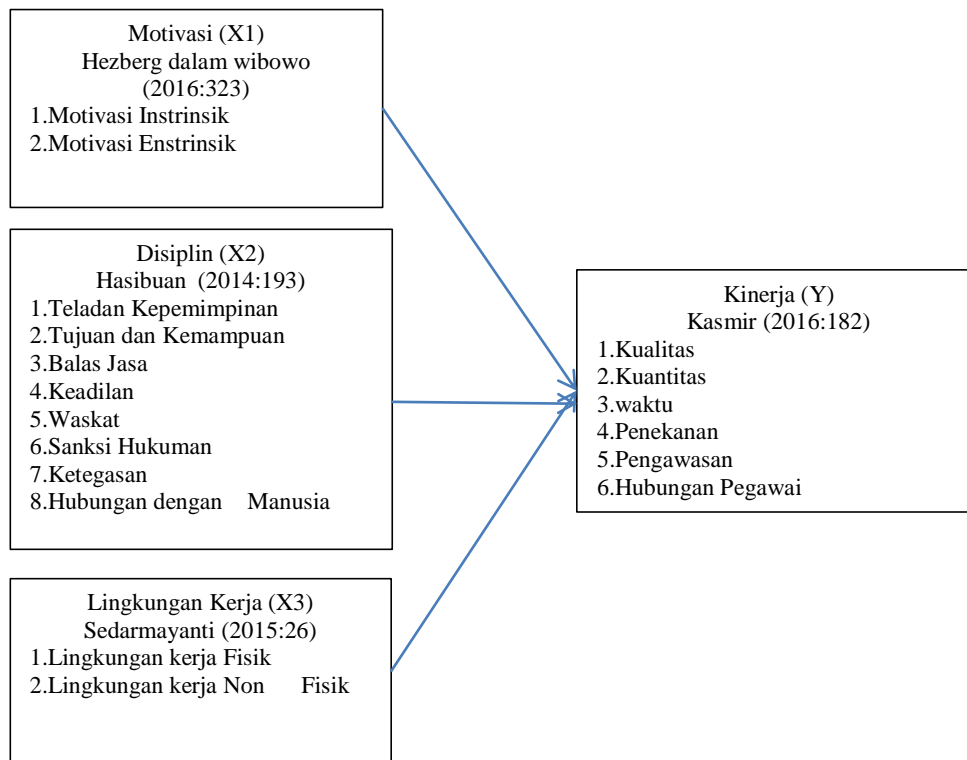 Motivasi (X1)
Hezberg dalam wibowo
(2016:323)
1.Motivasi Instrinsik
2.Motivasi Enstrinsik
Disiplin (X2)
Hasibuan (2014:193)
1.Teladan Kepemimpinan
2.Tujuan dan Kemampuan
3.Balas Jasa
4.Keadilan
5.Waskat
6.Sanksi Hukuman
7.Ketegasan
8.Hubungan dengan Manusia
Lingkungan Kerja (X3)
Sedarmayanti (2015:26)
1.Lingkungan kerja Fisik
2.Lingkungan kerja Non Fisik
Kinerja (Y)
Kasmir (2016:182)
1.Kualitas
2.Kuantitas
3.waktu
4.Penekanan
5.Pengawasan
6.Hubungan Pegawai